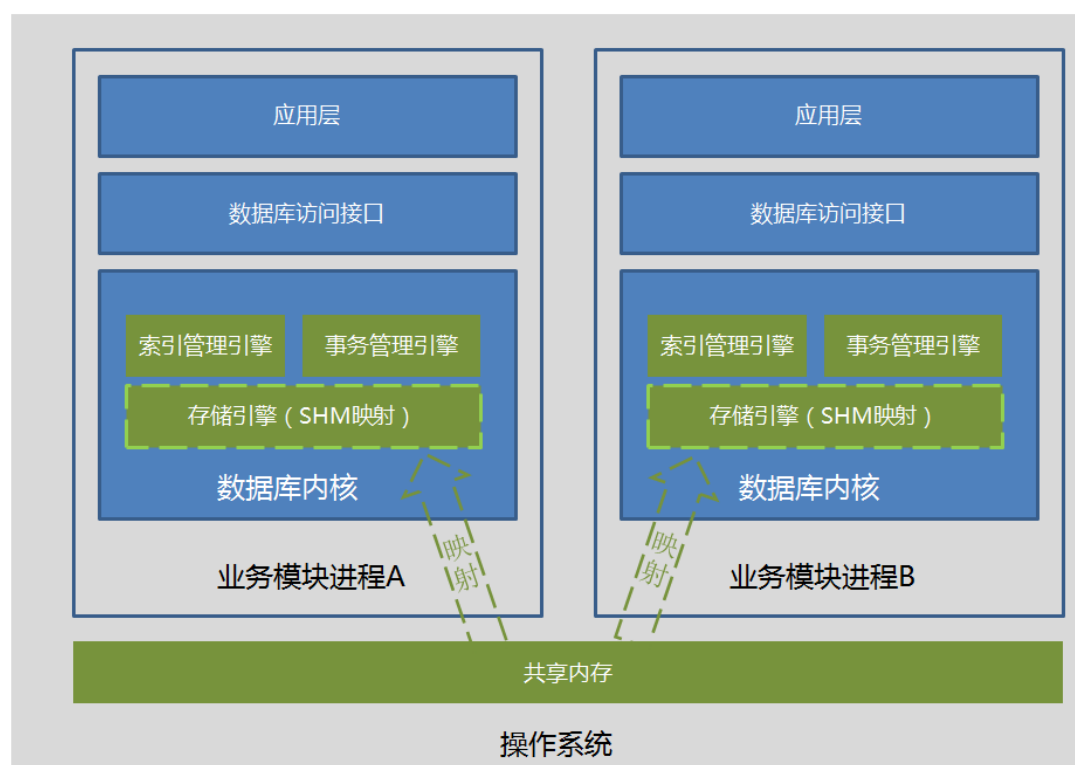 应用层
数据库访问接口
索引管理引擎
事务管理引擎
存储引擎（SHM映射）
数据库内核
映射
业务模块进程A
应用层
数据库访问接口
索引管理引擎
事务管理引擎
存储引擎（SHM映射）
数据库内核
映射
业务模块进程B
共享内存
操作系统